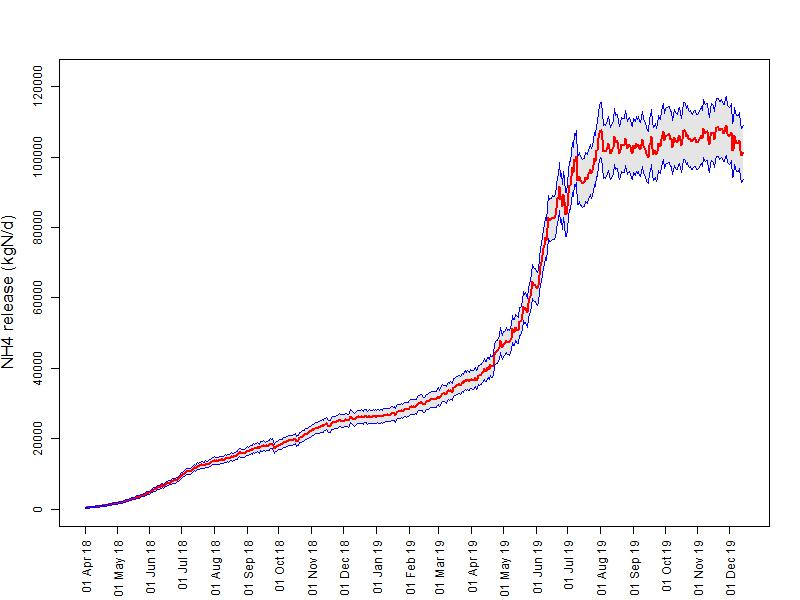 NH4 release (kgN/d)
120000
100000
80000
60000
40000
20000
0
01 Apr 18
01 May 18
01 Jun 18
01 Jul 18
01 Aug 18
01 Sep 18
01 Oct 18
01 Nov 18
01 Dec 18
01 Jan 19
01 Feb 19
01 Mar 19
01 Apr 19
01 May 19
01 Jun 19
01 Jul 19
01 Aug 19
01 Sep 19
01 Oct 19
01 Nov 19
01 Dec 19